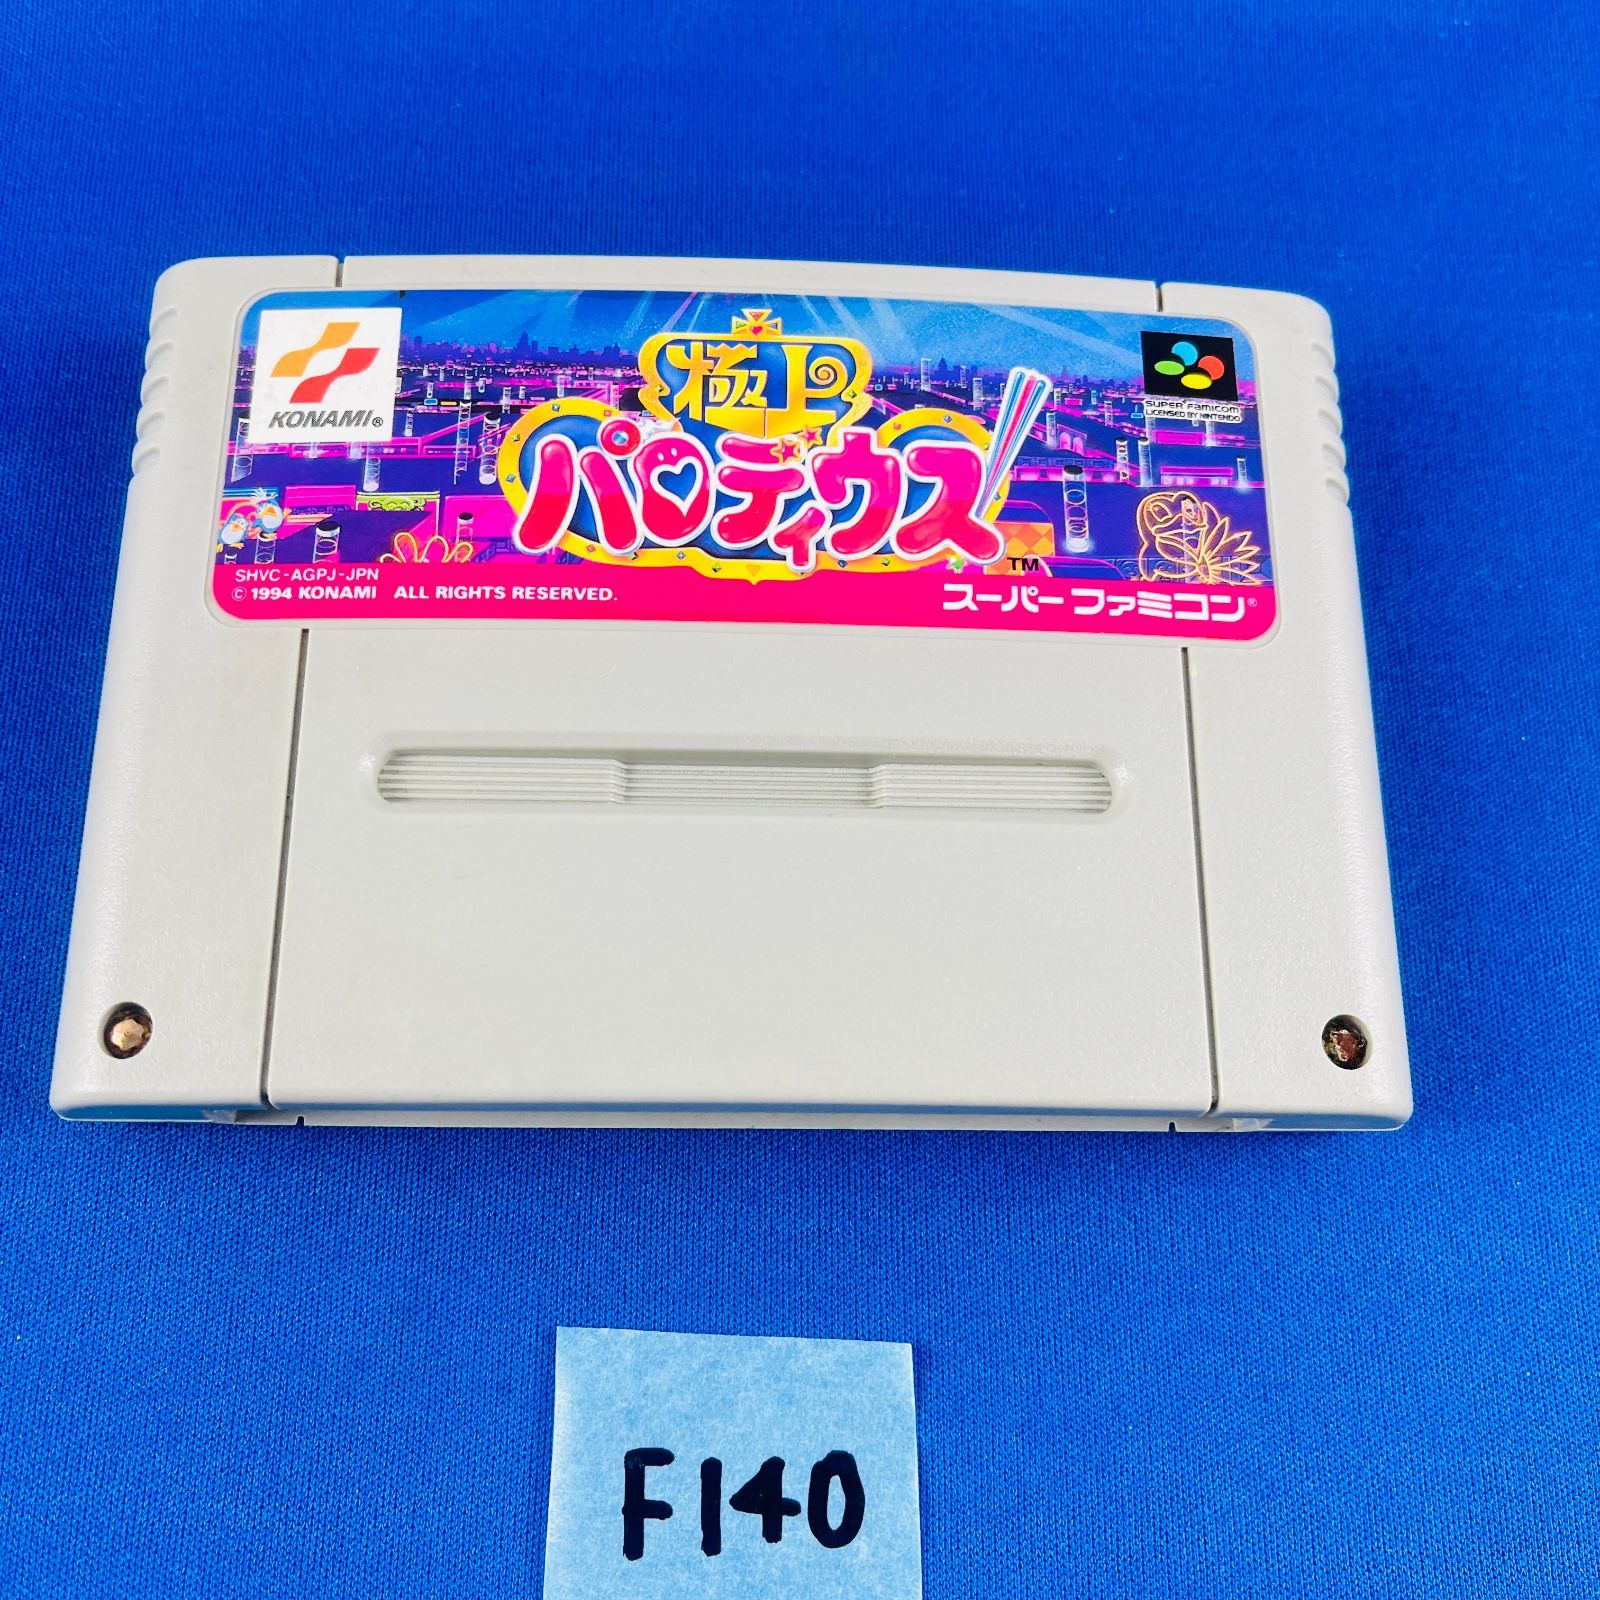 KONAMI®
極上
パロディウス
TM
SUPER FAMICOM
LICENSED BY NINTENDO
SHVC-AGPJ-JPN
© 1994 KONAMI ALL RIGHTS RESERVED.
スーパーファミコン®
F140